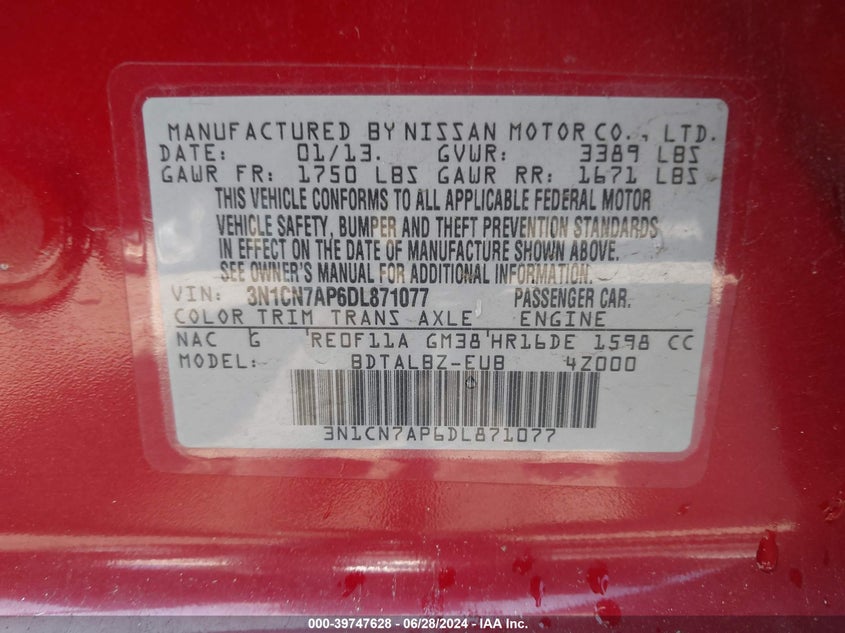 MANUFACTURED BY NISSAN MOTOR CO., LTD.
DATE: 01/13. GVWR: 3389 LBS
GAWR FR: 1750 LBS GAWR RR: 1671 LBS
THIS VEHICLE CONFORMS TO ALL APPLICABLE FEDERAL MOTOR
VEHICLE SAFETY, BUMPER AND THEFT PREVENTION STANDARDS
IN EFFECT ON THE DATE OF MANUFACTURE SHOWN ABOVE.
SEE OWNER'S MANUAL FOR ADDITIONAL INFORMATION.
VIN: 3N1CN7AP6DL871077 PASSENGER CAR.
COLOR TRIM TRANS AXLE ENGINE
NAC G RE0F11A GM38 HR16DE 1598 CC
MODEL: BDTALBZ-EUB 4Z000
3N1CN7AP6DL871077
000-39747628 - 06/28/2024 - IAA Inc.